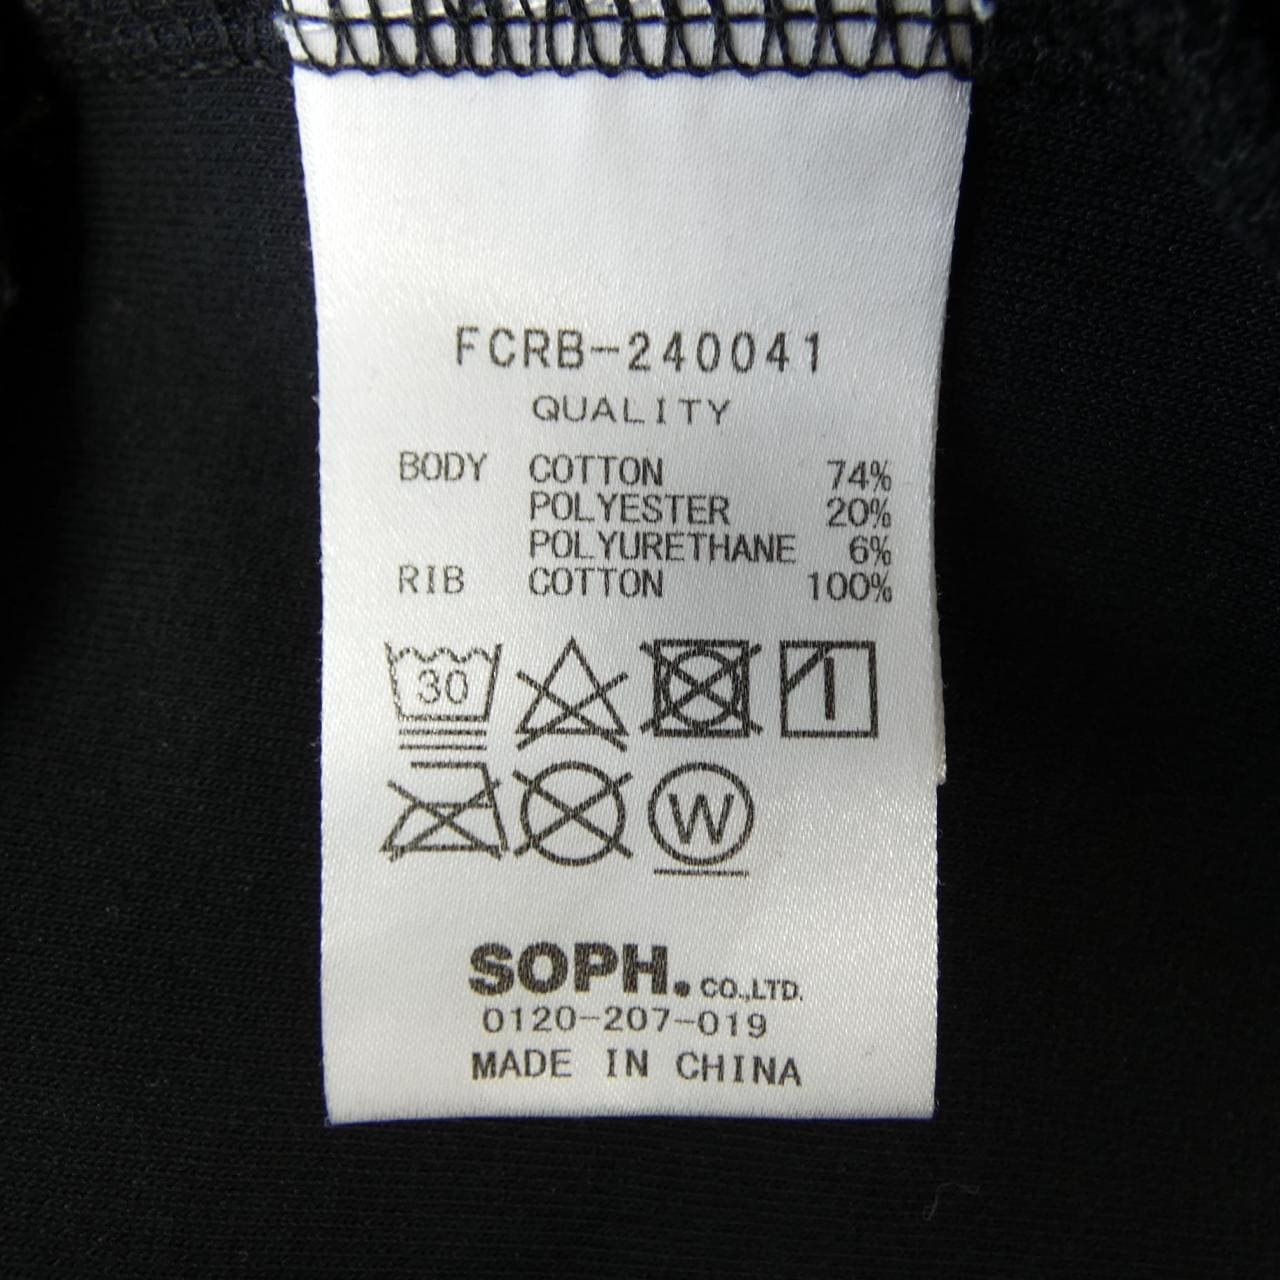 FCRB-240041
QUALITY
BODY COTTON 74%
POLYESTER 20%
POLYURETHANE 6%
RIB COTTON 100%
30
W
SOPH. CO.,LTD.
0120-207-019
MADE IN CHINA